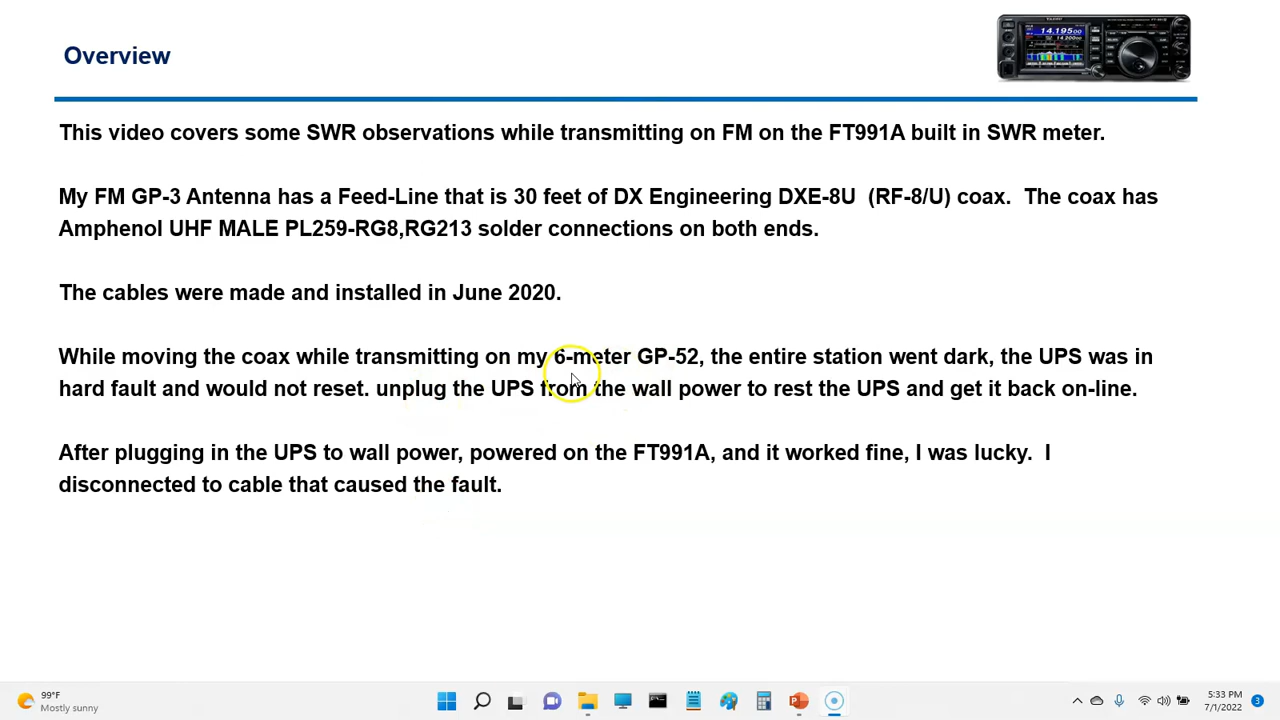 Overview
14.195.00
14.200.0
This video covers some SWR observations while transmitting on FM on the FT991A built in SWR meter.
My FM GP-3 Antenna has a Feed-Line that is 30 feet of DX Engineering DXE-8U (RF-8/U) coax. The coax has
Amphenol UHF MALE PL259-RG8,RG213 solder connections on both ends.
The cables were made and installed in June 2020.
While moving the coax while transmitting on my 6-meter GP-52, the entire station went dark, the UPS was in
hard fault and would not reset. unplug the UPS from the wall power to rest the UPS and get it back on-line.
After plugging in the UPS to wall power, powered on the FT991A, and it worked fine, I was lucky. I
disconnected to cable that caused the fault.
99°F
Mostly sunny
5:33 PM
7/1/2022
3